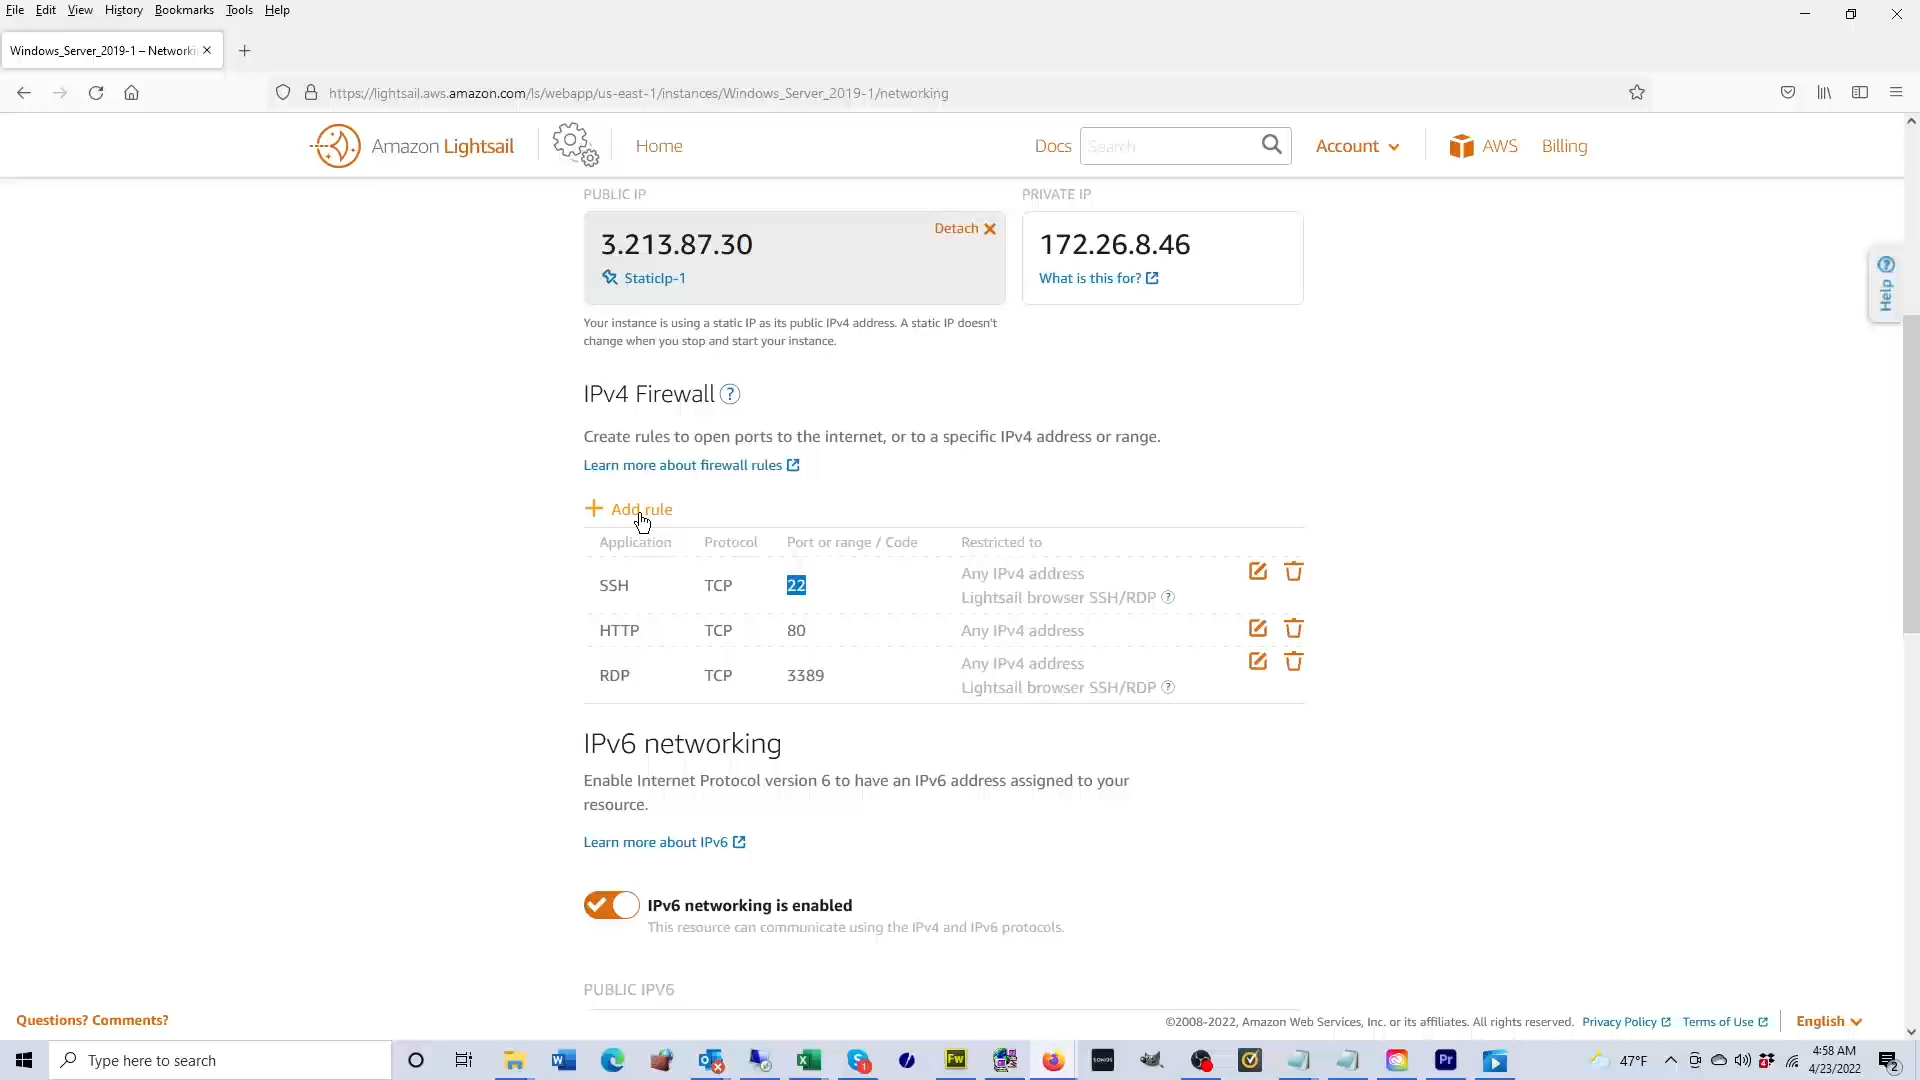 File Edit View History Bookmarks Tools Help
Windows_Server_2019-1 – Networki
https://lightsail.aws.amazon.com/ls/webapp/us-east-1/instances/Windows_Server_2019-1/networking
Amazon Lightsail Home Docs Search Account AWS Billing
PUBLIC IP PRIVATE IP
3.213.87.30 Detach 172.26.8.46
StaticIp-1 What is this for?
Your instance is using a static IP as its public IPv4 address. A static IP doesn't
change when you stop and start your instance.
Help
IPv4 Firewall ?
Create rules to open ports to the internet, or to a specific IPv4 address or range.
Learn more about firewall rules
+ Add rule
Application Protocol Port or range / Code Restricted to
SSH TCP 22 Any IPv4 address
Lightsail browser SSH/RDP ?
HTTP TCP 80 Any IPv4 address
RDP TCP 3389 Any IPv4 address
Lightsail browser SSH/RDP ?
IPv6 networking
Enable Internet Protocol version 6 to have an IPv6 address assigned to your
resource.
Learn more about IPv6
IPv6 networking is enabled
This resource can communicate using the IPv4 and IPv6 protocols.
PUBLIC IPV6
Questions? Comments? ©2008-2022, Amazon Web Services, Inc. or its affiliates. All rights reserved. Privacy Policy Terms of Use English
Type here to search Fw SONOS Pr 47°F 4:58 AM
4/23/2022 2